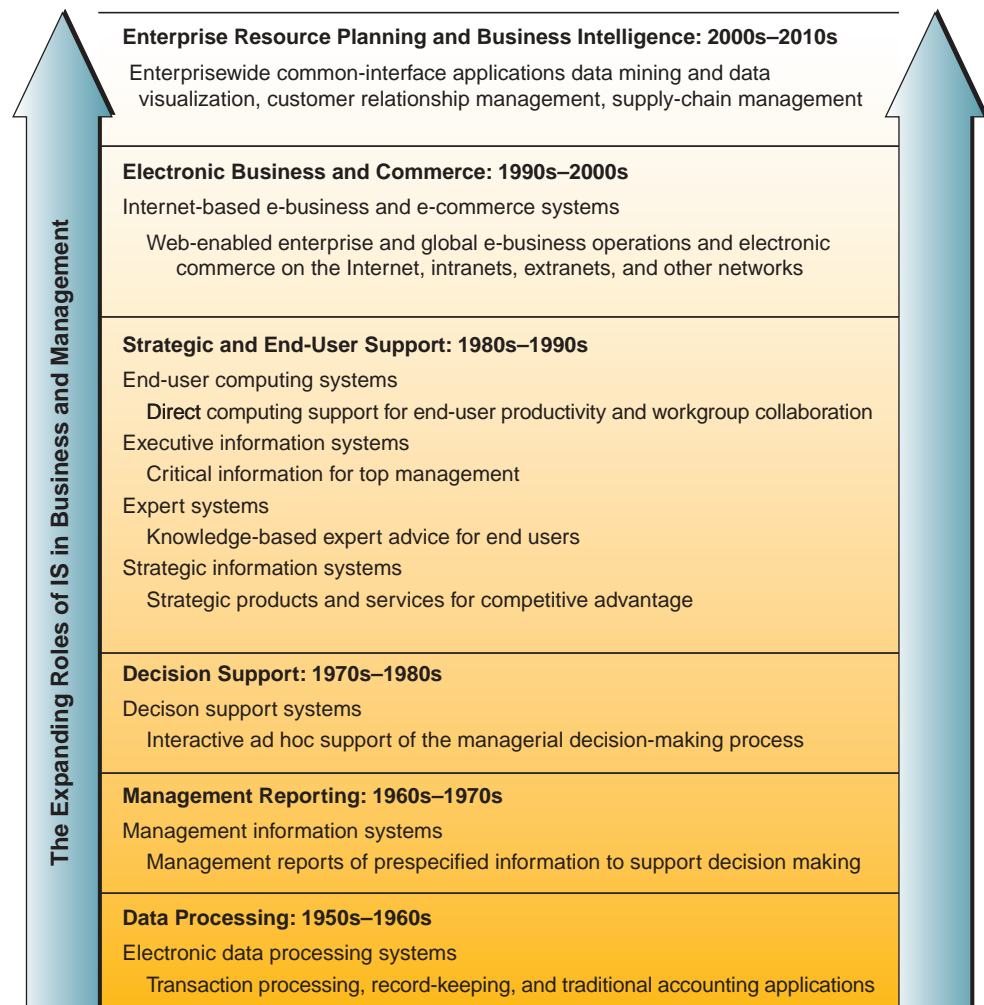 Enterprise Resource Planning and Business Intelligence: 2000s–2010s
Enterprisewide common-interface applications data mining and data
visualization, customer relationship management, supply-chain management
Electronic Business and Commerce: 1990s–2000s
Internet-based e-business and e-commerce systems
Web-enabled enterprise and global e-business operations and electronic
commerce on the Internet, intranets, extranets, and other networks
Strategic and End-User Support: 1980s–1990s
End-user computing systems
Direct computing support for end-user productivity and workgroup collaboration
Executive information systems
Critical information for top management
Expert systems
Knowledge-based expert advice for end users
Strategic information systems
Strategic products and services for competitive advantage
Decision Support: 1970s–1980s
Decison support systems
Interactive ad hoc support of the managerial decision-making process
Management Reporting: 1960s–1970s
Management information systems
Management reports of prespecified information to support decision making
Data Processing: 1950s–1960s
Electronic data processing systems
Transaction processing, record-keeping, and traditional accounting applications
The Expanding Roles of IS in Business and Management